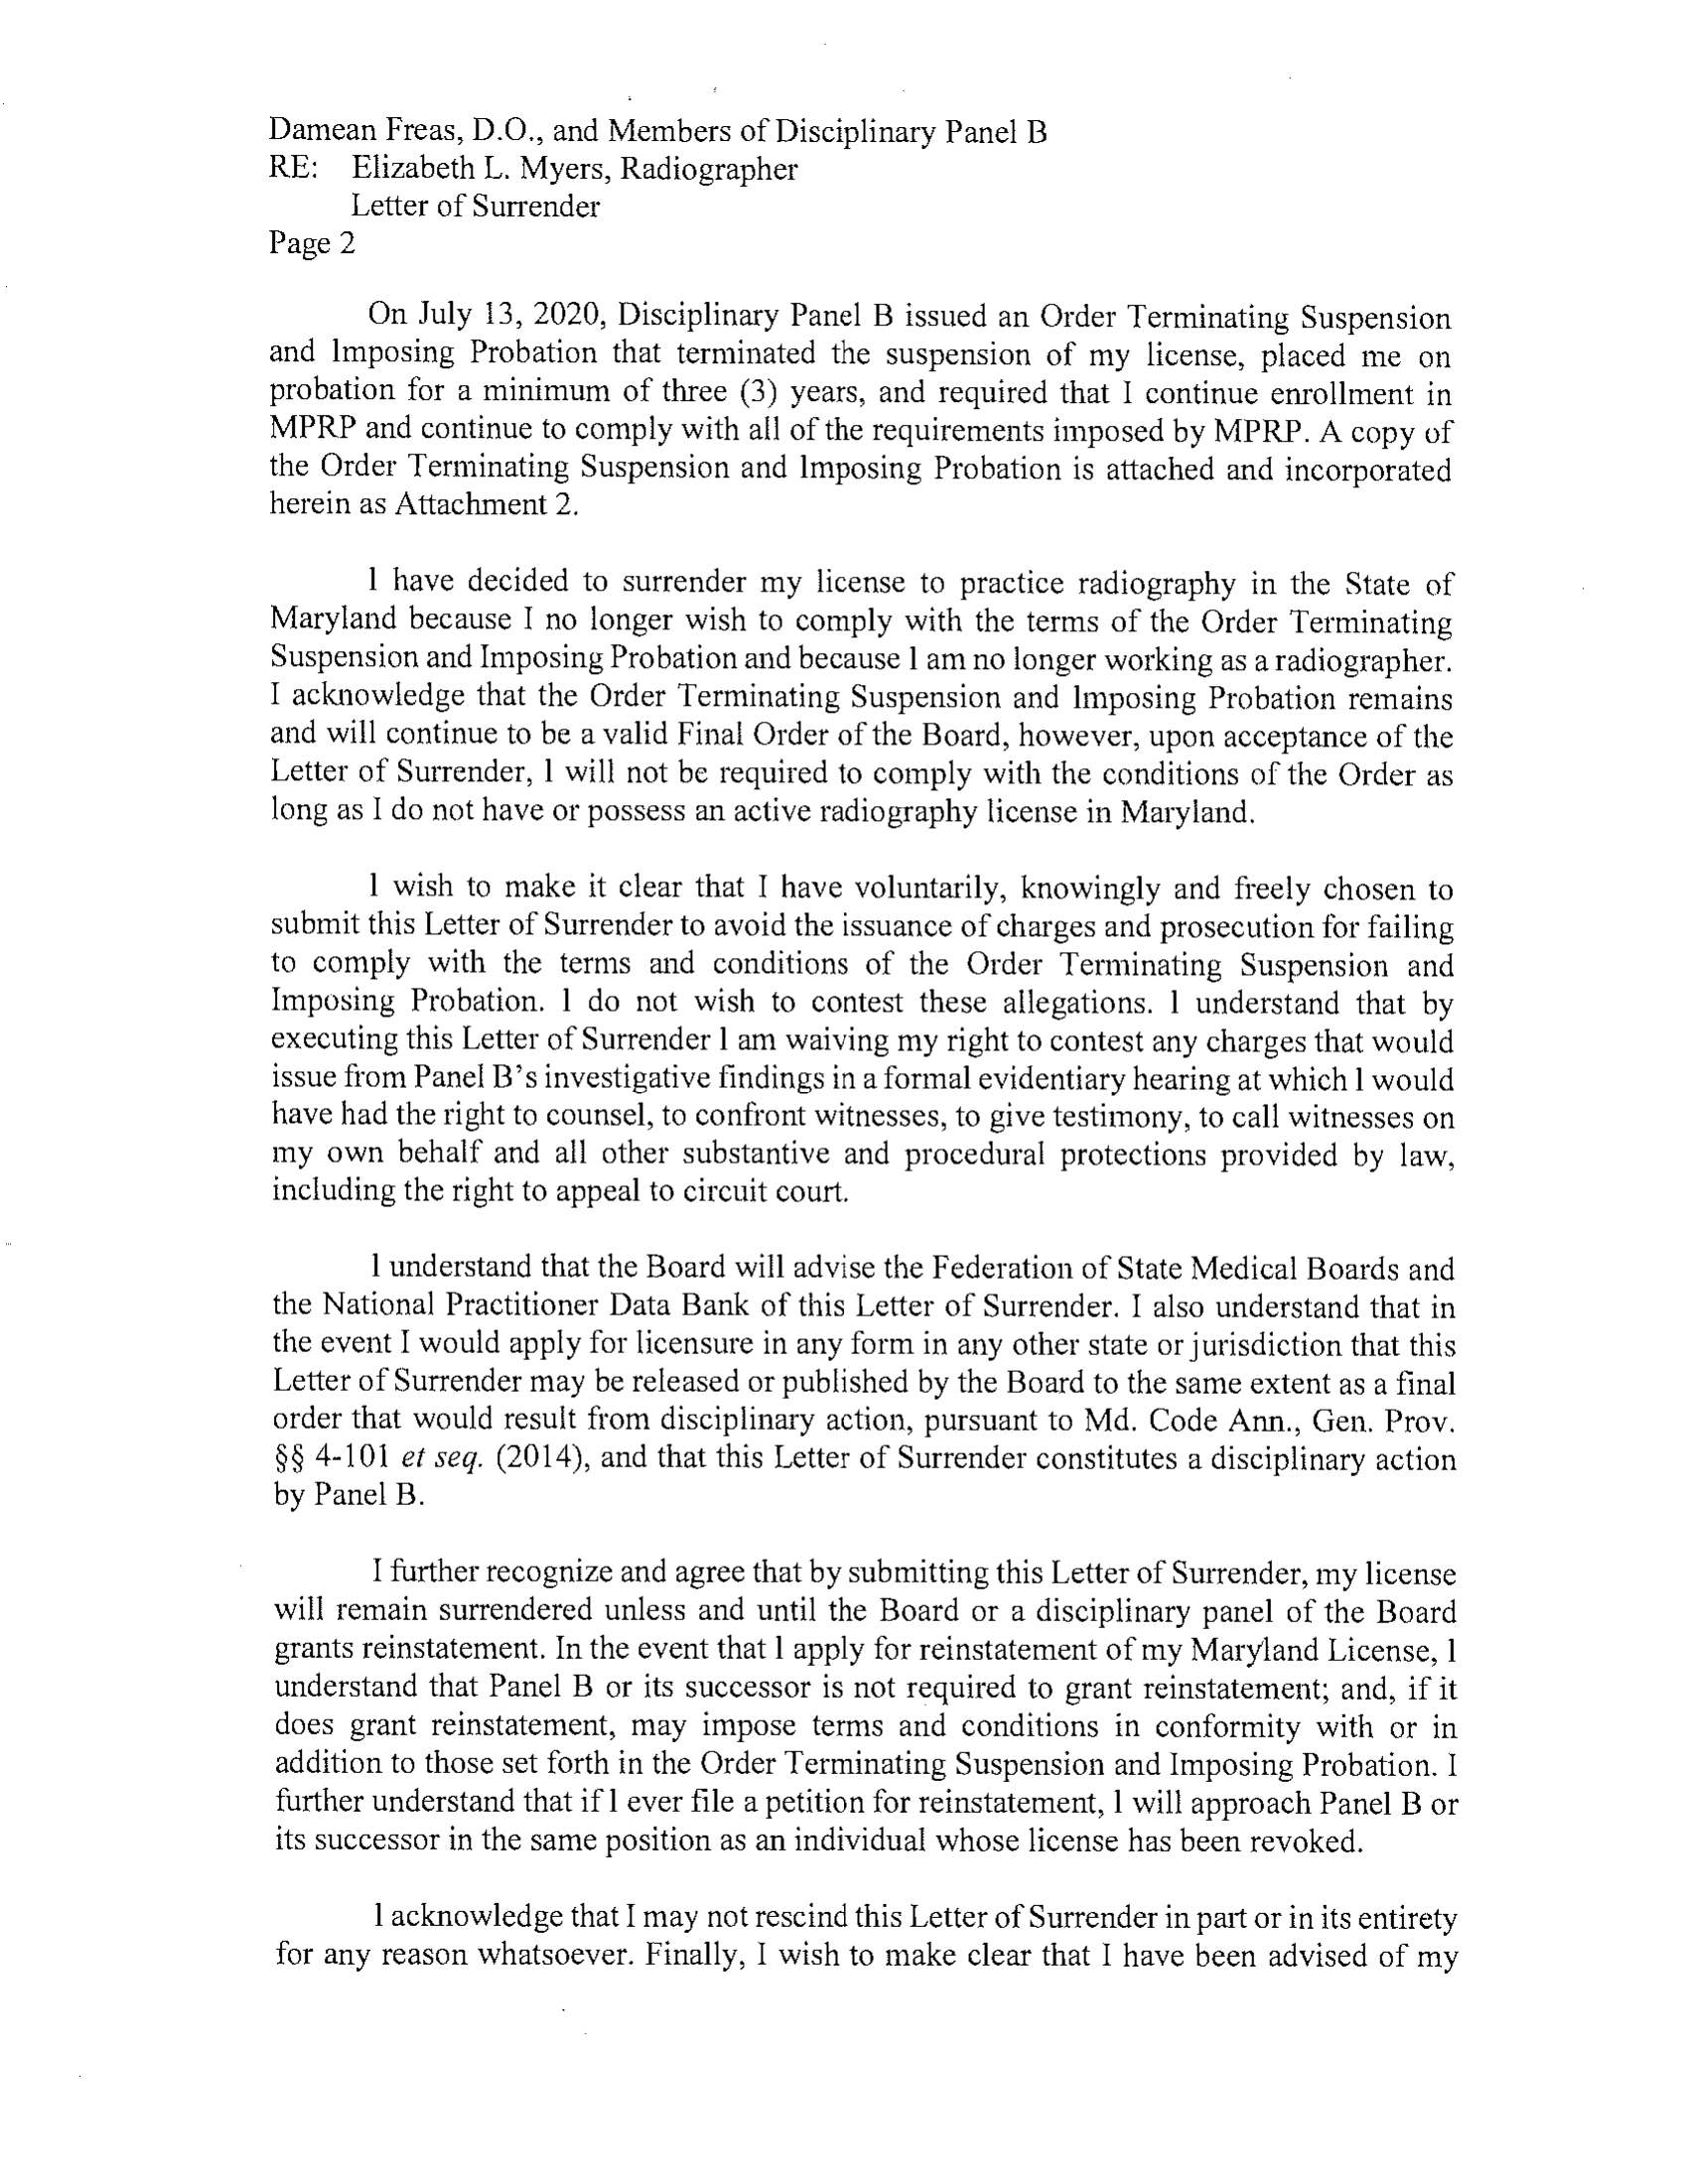 Damean Freas, D.O., and Members of Disciplinary Panel B
RE: Elizabeth L. Myers, Radiographer
Letter of Surrender
Page 2
On July 13, 2020, Disciplinary Panel B issued an Order Terminating Suspension
and Imposing Probation that terminated the suspension of my license, placed me on
probation for a minimum of three (3) years, and required that I continue enrollment in
MPRP and continue to comply with all of the requirements imposed by MPRP. A copy of
the Order Terminating Suspension and Imposing Probation is attached and incorporated
herein as Attachment 2.
I have decided to surrender my license to practice radiography in the State of
Maryland because I no longer wish to comply with the terms of the Order Terminating
Suspension and Imposing Probation and because I am no longer working as a radiographer.
I acknowledge that the Order Terminating Suspension and Imposing Probation remains
and will continue to be a valid Final Order of the Board, however, upon acceptance of the
Letter of Surrender, I will not be required to comply with the conditions of the Order as
long as I do not have or possess an active radiography license in Maryland.
I wish to make it clear that I have voluntarily, knowingly and freely chosen to
submit this Letter of Surrender to avoid the issuance of charges and prosecution for failing
to comply with the terms and conditions of the Order Terminating Suspension and
Imposing Probation. I do not wish to contest these allegations. I understand that by
executing this Letter of Surrender I am waiving my right to contest any charges that would
issue from Panel B's investigative findings in a formal evidentiary hearing at which I would
have had the right to counsel, to confront witnesses, to give testimony, to call witnesses on
my own behalf and all other substantive and procedural protections provided by law,
including the right to appeal to circuit court.
I understand that the Board will advise the Federation of State Medical Boards and
the National Practitioner Data Bank of this Letter of Surrender. I also understand that in
the event I would apply for licensure in any form in any other state or jurisdiction that this
Letter of Surrender may be released or published by the Board to the same extent as a final
order that would result from disciplinary action, pursuant to Md. Code Ann., Gen. Prov.
§§ 4-101 et seq. (2014), and that this Letter of Surrender constitutes a disciplinary action
by Panel B.
I further recognize and agree that by submitting this Letter of Surrender, my license
will remain surrendered unless and until the Board or a disciplinary panel of the Board
grants reinstatement. In the event that I apply for reinstatement of my Maryland License, I
understand that Panel B or its successor is not required to grant reinstatement; and, if it
does grant reinstatement, may impose terms and conditions in conformity with or in
addition to those set forth in the Order Terminating Suspension and Imposing Probation. I
further understand that if I ever file a petition for reinstatement, I will approach Panel B or
its successor in the same position as an individual whose license has been revoked.
I acknowledge that I may not rescind this Letter of Surrender in part or in its entirety
for any reason whatsoever. Finally, I wish to make clear that I have been advised of my